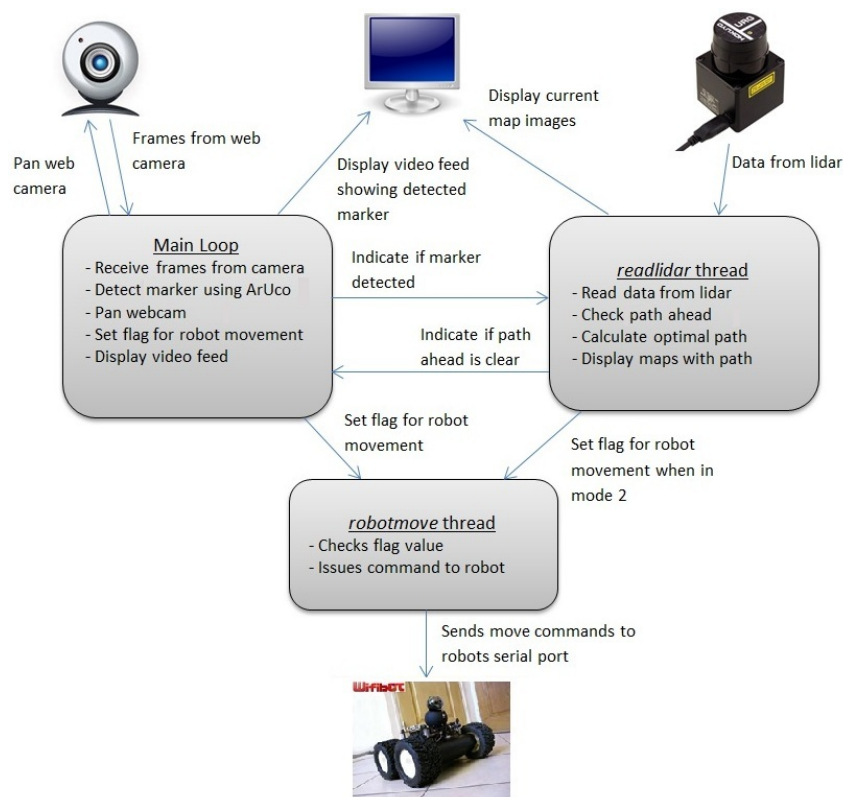 URG
HOKUYO
Display current
map images
Frames from web
camera
Pan web
camera
Display video feed
showing detected
marker
Data from lidar
Main Loop
- Receive frames from camera
- Detect marker using ArUco
- Pan webcam
- Set flag for robot movement
- Display video feed
Indicate if marker
detected
Indicate if path
ahead is clear
readlidar thread
- Read data from lidar
- Check path ahead
- Calculate optimal path
- Display maps with path
Set flag for robot
movement
Set flag for robot
movement when in
mode 2
robotmove thread
- Checks flag value
- Issues command to robot
Sends move commands to
robots serial port
Wifibot